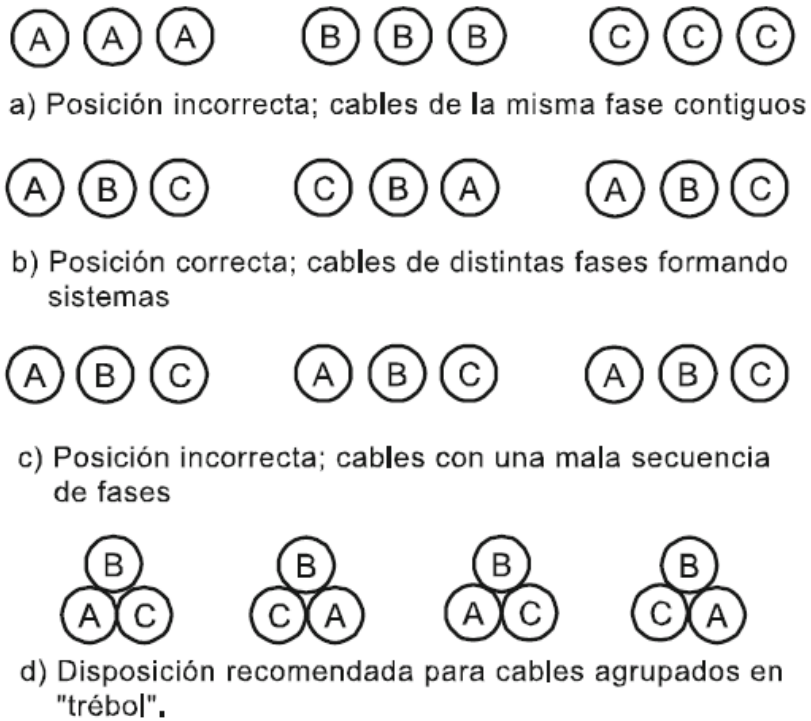 A A A B B B C C C
a) Posición incorrecta; cables de la misma fase contiguos
A B C C B A A B C
b) Posición correcta; cables de distintas fases formando
sistemas
A B C A B C A B C
c) Posición incorrecta; cables con una mala secuencia
de fases
B B B B
A C C A A C C A
d) Disposición recomendada para cables agrupados en
"trébol".